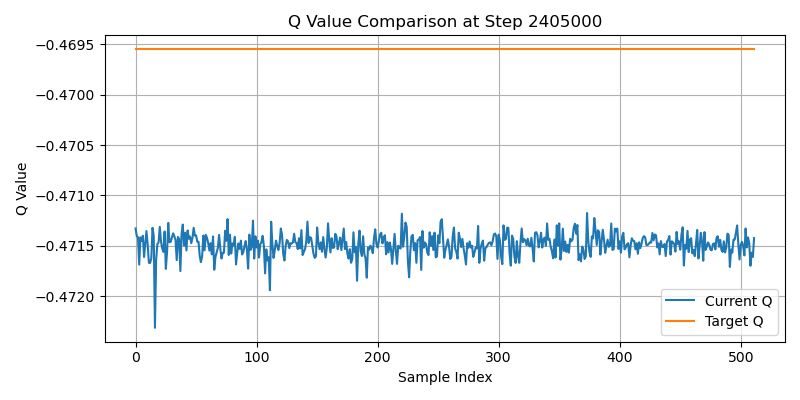 Q Value Comparison at Step 2405000
Q Value
−0.4695
−0.4700
−0.4705
−0.4710
−0.4715
−0.4720
0 100 200 300 400 500
Sample Index
Current Q
Target Q